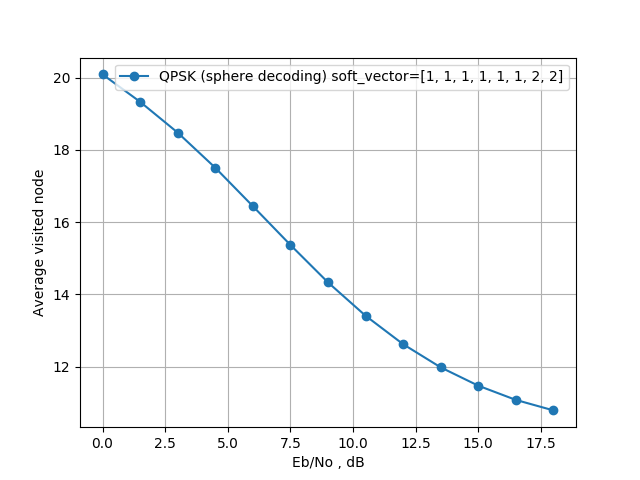 QPSK (sphere decoding) soft_vector=[1, 1, 1, 1, 1, 1, 2, 2]
20
18
16
14
12
Average visited node
0.0 2.5 5.0 7.5 10.0 12.5 15.0 17.5
Eb/No , dB